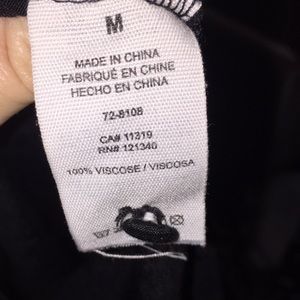 M
MADE IN CHINA
FABRIQUÉ EN CHINE
HECHO EN CHINA
72-8108
CA# 11319
RN# 121340
100% VISCOSE / VISCOSA